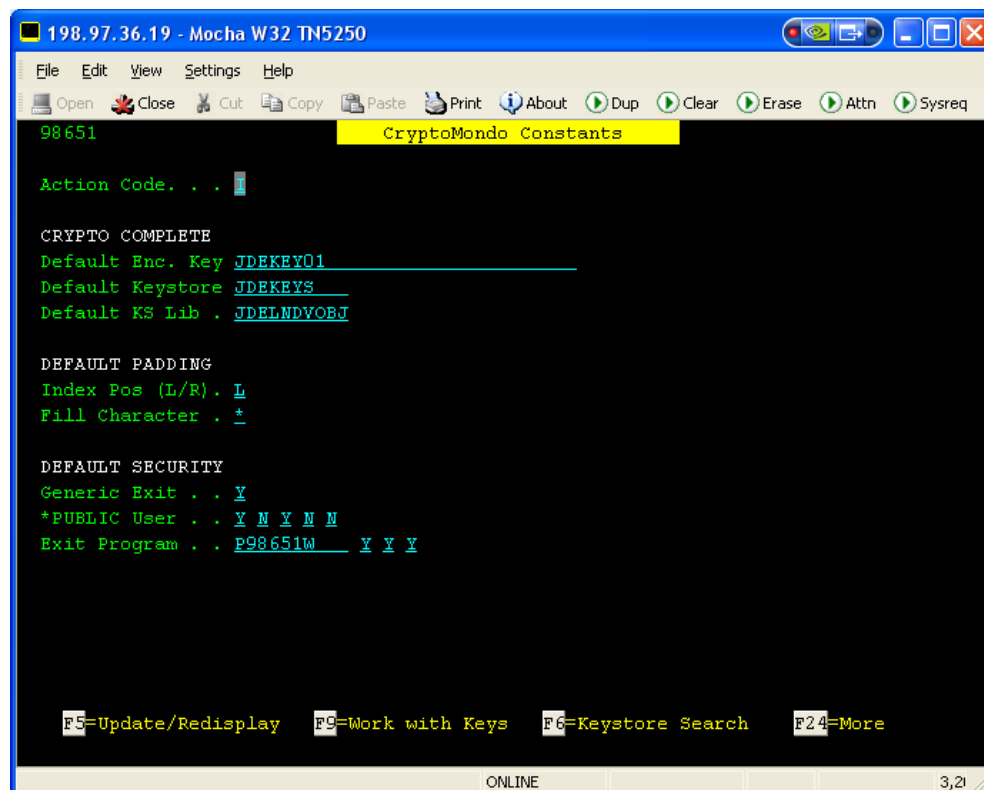 198.97.36.19 - Mocha W32 TN5250
File Edit View Settings Help
Open Close Cut Copy Paste Print About Dup Clear Erase Attn Sysreq
98651 CryptoMondo Constants
Action Code. . . I
CRYPTO COMPLETE
Default Enc. Key JDEKEY01
Default Keystore JDEKEYS
Default KS Lib . JDELNDVOBJ
DEFAULT PADDING
Index Pos (L/R). L
Fill Character . *
DEFAULT SECURITY
Generic Exit . . Y
*PUBLIC User . . Y N Y N N
Exit Program . . P98651W Y Y Y
F5=Update/Redisplay F9=Work with Keys F6=Keystore Search F24=More
ONLINE